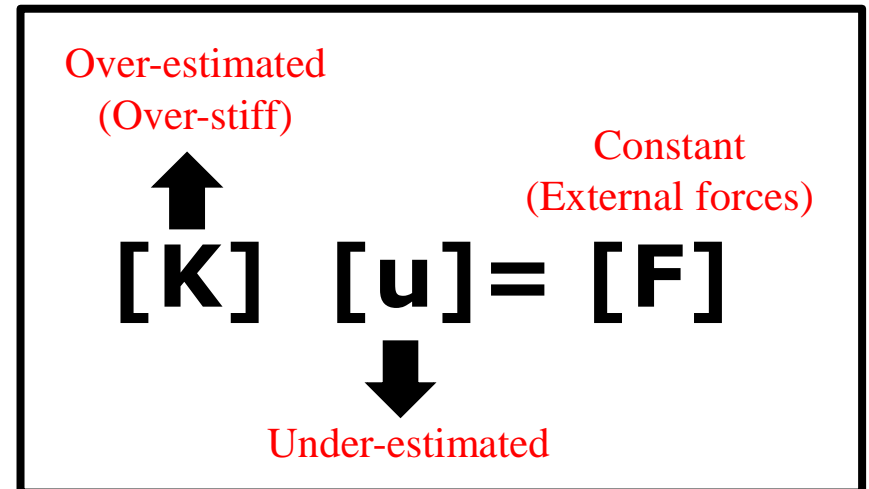 Over-estimated
(Over-stiff)
Constant
(External forces)
[K] [u]= [F]
Under-estimated